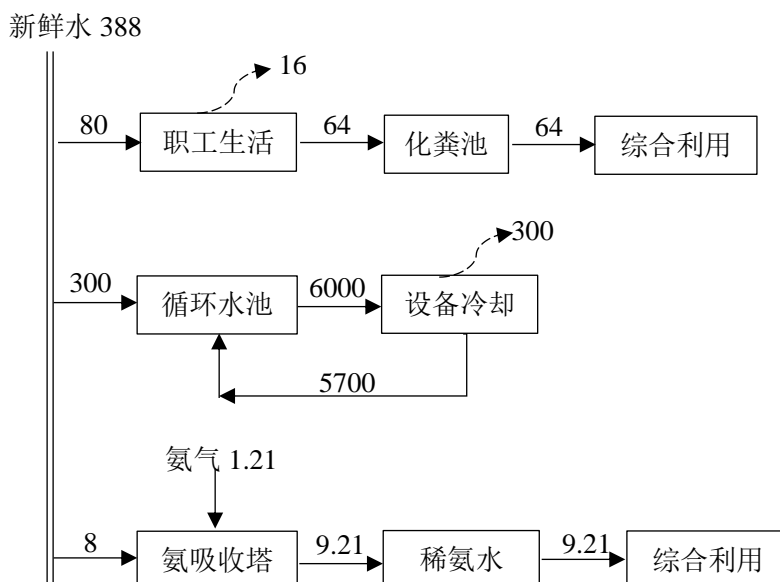 新鲜水 388
16
80
职工生活
64
化粪池
64
综合利用
300
300
循环水池
6000
设备冷却
5700
氨气 1.21
8
氨吸收塔
9.21
稀氨水
9.21
综合利用